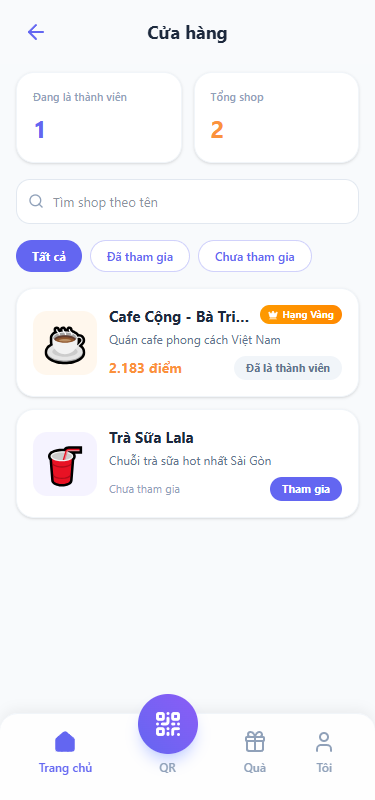 Cửa hàng
Đang là thành viên
1
Tổng shop
2
Tìm shop theo tên
Tất cả
Đã tham gia
Chưa tham gia
Cafe Cộng - Bà Tri...
Hạng Vàng
Quán cafe phong cách Việt Nam
2.183 điểm
Đã là thành viên
Trà Sữa Lala
Chuỗi trà sữa hot nhất Sài Gòn
Chưa tham gia
Tham gia
Trang chủ
QR
Quà
Tôi